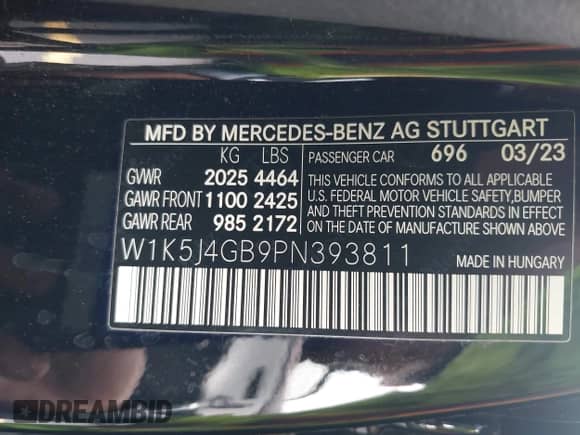 MFD BY MERCEDES-BENZ AG STUTTGART
KG LBS
GVWR 2025 4464
GAWR FRONT 1100 2425
GAWR REAR 985 2172
PASSENGER CAR 696 03/23
THIS VEHICLE CONFORMS TO ALL APPLICABLE
U.S. FEDERAL MOTOR VEHICLE SAFETY,BUMPER
AND THEFT PREVENTION STANDARDS IN EFFECT
ON THE DATE OF MANUFACTURE SHOWN ABOVE
W1K5J4GB9PN393811
MADE IN HUNGARY
DREAMBID